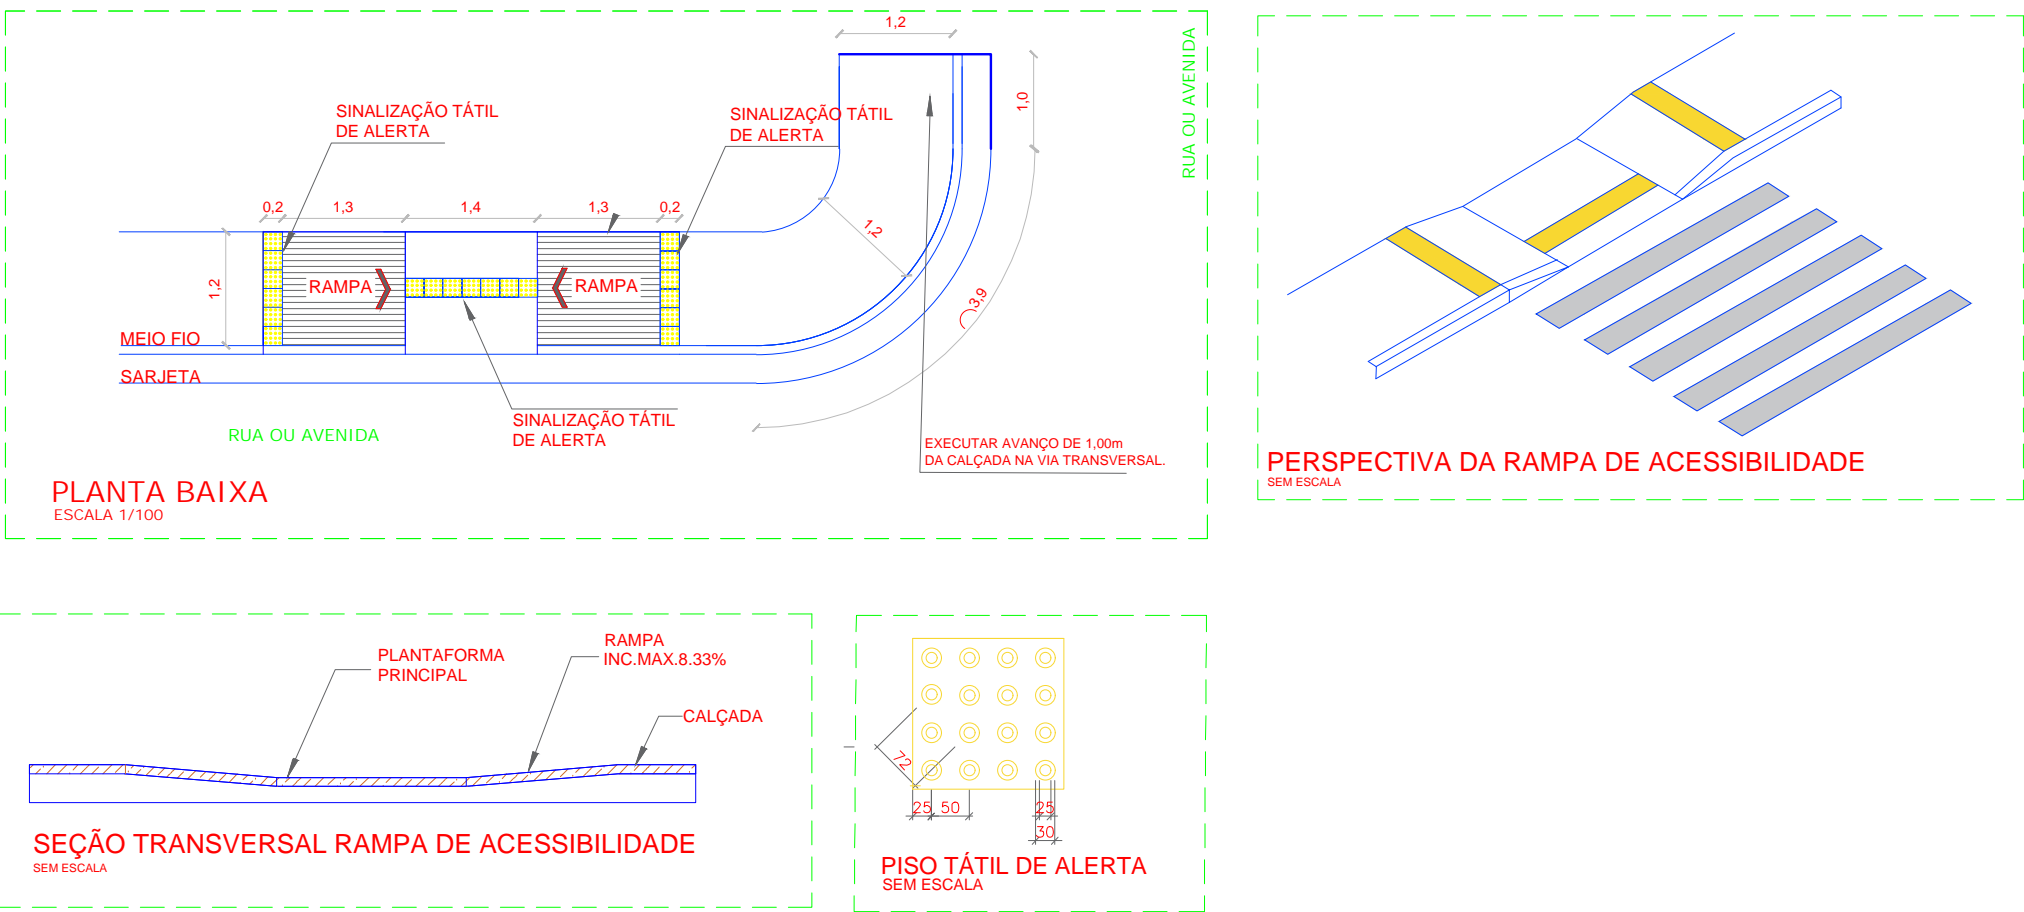 1,2
RUA OU AVENIDA
1,0
SINALIZAÇÃO TÁTIL
DE ALERTA
SINALIZAÇÃO TÁTIL
DE ALERTA
0,2
1,3
1,4
1,3
0,2
1,2
1,2
RAMPA
RAMPA
3,9
MEIO FIO
SARJETA
RUA OU AVENIDA
SINALIZAÇÃO TÁTIL
DE ALERTA
EXECUTAR AVANÇO DE 1,00m
DA CALÇADA NA VIA TRANSVERSAL.
PLANTA BAIXA
ESCALA 1/100
PERSPECTIVA DA RAMPA DE ACESSIBILIDADE
SEM ESCALA
PLANTAFORMA
PRINCIPAL
RAMPA
INC.MAX.8.33%
CALÇADA
SEÇÃO TRANSVERSAL RAMPA DE ACESSIBILIDADE
SEM ESCALA
72
25
50
25
30
PISO TÁTIL DE ALERTA
SEM ESCALA